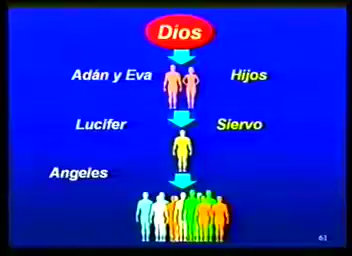 Dios
Adán y Eva Hijos
Lucifer Siervo
Angeles
61